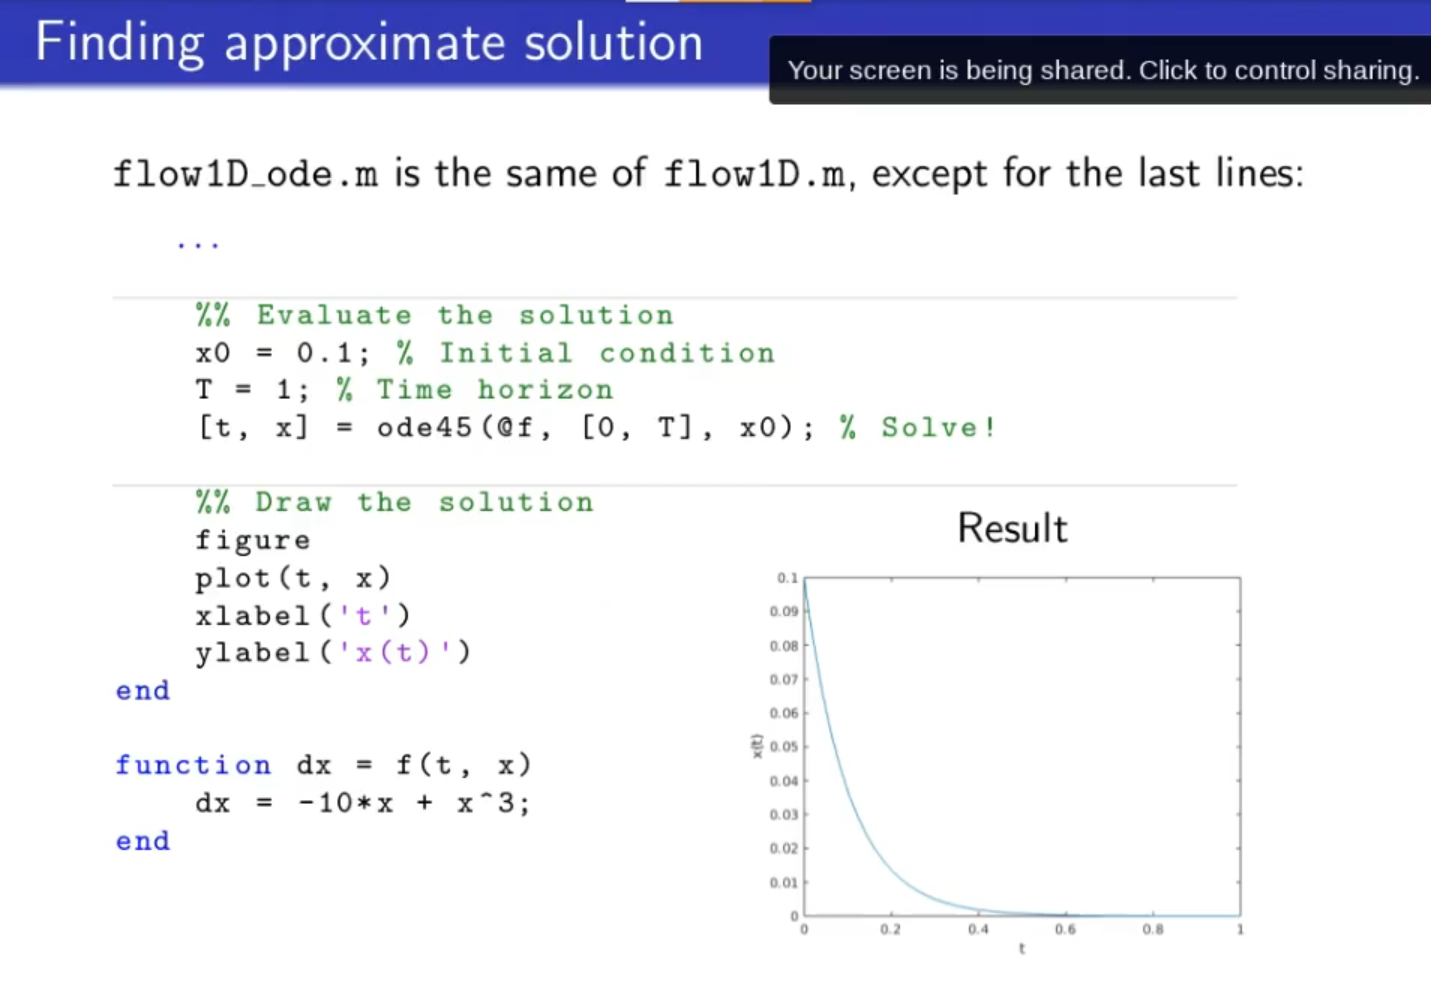 Finding approximate solution
Your screen is being shared. Click to control sharing.
flow1D_ode.m is the same of flow1D.m, except for the last lines:
...
%% Evaluate the solution
x0 = 0.1; % Initial condition
T = 1; % Time horizon
[t, x] = ode45(@f, [0, T], x0); % Solve!
%% Draw the solution
figure
plot(t, x)
xlabel('t')
ylabel('x(t)')
end
function dx = f(t, x)
dx = -10*x + x^3;
end
Result
0.1
0.09
0.08
0.07
0.06
0.05
0.04
0.03
0.02
0.01
0
x(t)
0 0.2 0.4 0.6 0.8 1
t